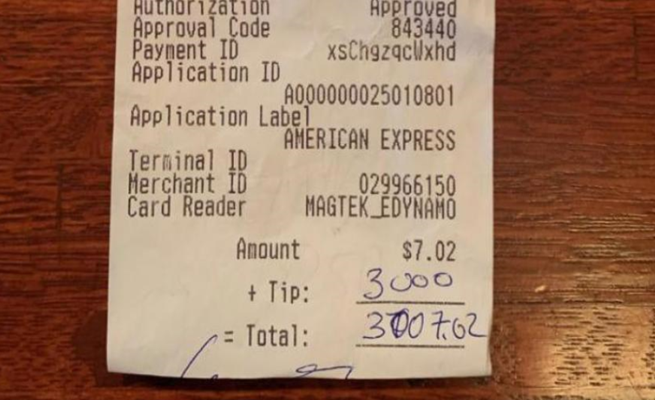 Authorization Approved
Approval Code 843440
Payment ID xsChgzqcWxhd
Application ID
A000000025010801
Application Label
AMERICAN EXPRESS
Terminal ID
Merchant ID 029966150
Card Reader MAGTEK_EDYNAMO
Amount $7.02
+ Tip: 3000
= Total: 3007.02